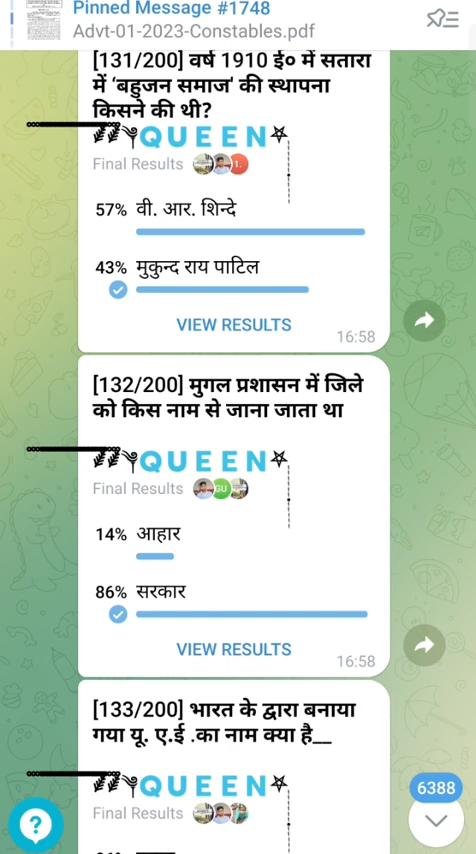 Pinned Message #1748
Advt-01-2023-Constables.pdf
[131/200] वर्ष 1910 ई० में सतारा
में ‘बहुजन समाज' की स्थापना
किसने की थी?
QUEEN
Final Results
1.
57% वी. आर. शिन्दे
43% मुकुन्द राय पाटिल
VIEW RESULTS
16:58
[132/200] मुगल प्रशासन में जिले
को किस नाम से जाना जाता था
QUEEN
Final Results
GU
14% आहार
86% सरकार
VIEW RESULTS
16:58
[133/200] भारत के द्वारा बनाया
गया यू. ए.ई .का नाम क्या है__
QUEEN
6388
Final Results
?